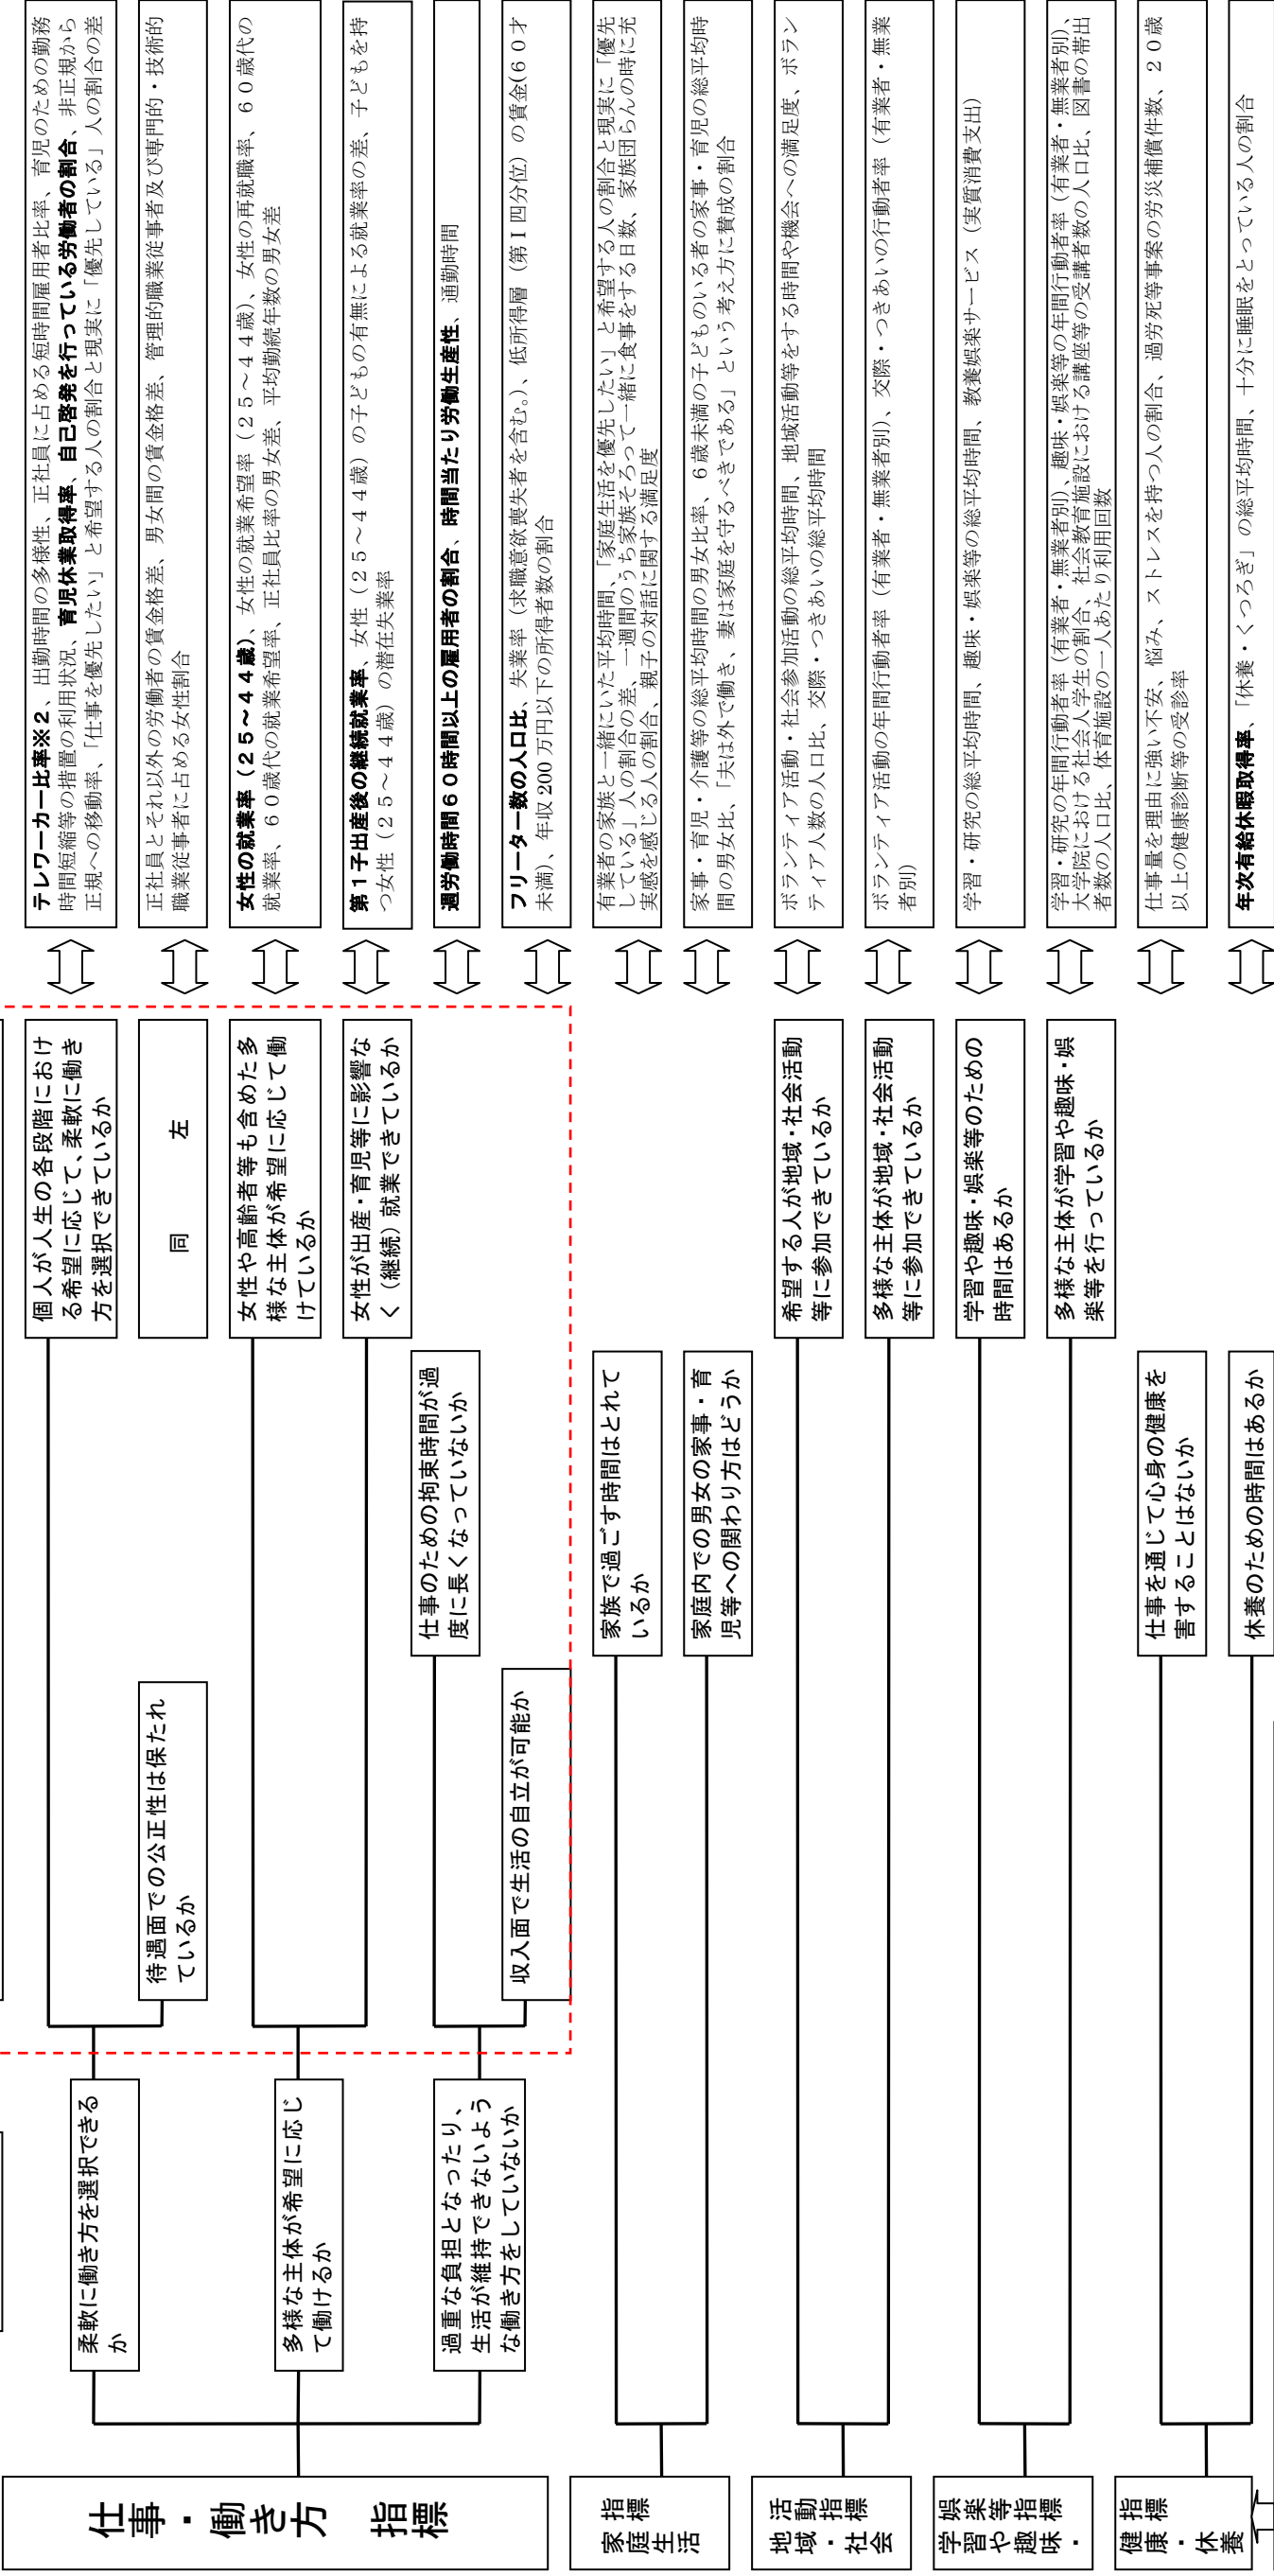 仕事・働き方　指標
柔軟に働き方を選択できる
か
個人が人生の各段階におけ
る希望に応じて、柔軟に働き
方を選択できているか
テレワーカー比率※２、出勤時間の多様性、正社員に占める短時間雇用者比率、育児のための勤務
時間短縮等の措置の利用状況、育児休業取得率、自己啓発を行っている労働者の割合、非正規から
正規への移動率、「仕事を優先したい」と希望する人の割合と現実に「優先している」人の割合の差
待遇面での公正性は保たれ
ているか
同　　左
正社員とそれ以外の労働者の賃金格差、男女間の賃金格差、管理的職業従事者及び専門的・技術的
職業従事者に占める女性割合
多様な主体が希望に応じ
て働けるか
女性や高齢者等も含めた多
様な主体が希望に応じて働
けているか
女性の就業率（２５～４４歳）、女性の就業希望率（２５～４４歳）、女性の再就職率、６０歳代の
就業率、６０歳代の就業希望率、正社員比率の男女差、平均勤続年数の男女差
女性が出産・育児等に影響な
く（継続）就業できているか
第１子出産後の継続就業率、女性（２５～４４歳）の子どもの有無による就業率の差、子どもを持
つ女性（２５～４４歳）の潜在失業率
過重な負担となったり、
生活が維持できないよう
な働き方をしていないか
仕事のための拘束時間が過
度に長くなっていないか
週労働時間６０時間以上の雇用者の割合、時間当たり労働生産性、通勤時間
収入面で生活の自立が可能か
フリーター数の人口比、失業率（求職意欲喪失者を含む。）、低所得層（第Ⅰ四分位）の賃金(６０才
未満)、年収200万円以下の所得者数の割合
家庭生活
指標
家族で過ごす時間はとれて
いるか
有業者の家族と一緒にいた平均時間、「家庭生活を優先したい」と希望する人の割合と現実に「優先
している」人の割合の差、一週間のうち家族そろって一緒に食事をする日数、家族団らんの時に充
実感を感じる人の割合、親子の対話に関する満足度
家庭内での男女の家事・育
児等への関わり方はどうか
家事・育児・介護等の総平均時間の男女比率、６歳未満の子どものいる者の家事・育児の総平均時
間の男女比、「夫は外で働き、妻は家庭を守るべきである」という考え方に賛成の割合
地域・社会
活動指標
希望する人が地域・社会活動
等に参加できているか
ボランティア活動・社会参加活動の総平均時間、地域活動等をする時間や機会への満足度、ボラン
ティア人数の人口比、交際・つきあいの総平均時間
多様な主体が地域・社会活動
等に参加できているか
ボランティア活動の年間行動者率（有業者・無業者別）、交際・つきあいの行動者率（有業者・無業
者別)）
学習や趣味・
娯楽等指標
学習や趣味・娯楽等のための
時間はあるか
学習・研究の総平均時間、趣味・娯楽等の総平均時間、教養娯楽サービス（実質消費支出）
多様な主体が学習や趣味・娯
楽等を行っているか
学習・研究の年間行動者率（有業者・無業者別）、趣味・娯楽等の年間行動者率（有業者・無業者別）、
大学院における社会人学生の割合、社会教育施設における講座等の受講者数の人口比、図書の帯出
者数の人口比、体育施設の一人あたり利用回数
健康・休養
指標
仕事を通じて心身の健康を
害することはないか
仕事量を理由に強い不安、悩み、ストレスを持つ人の割合、過労死等事案の労災補償件数、２０歳
以上の健康診断等の受診率
休養のための時間はあるか
年次有給休暇取得率、「休養・くつろぎ」の総平均時間、十分に睡眠をとっている人の割合